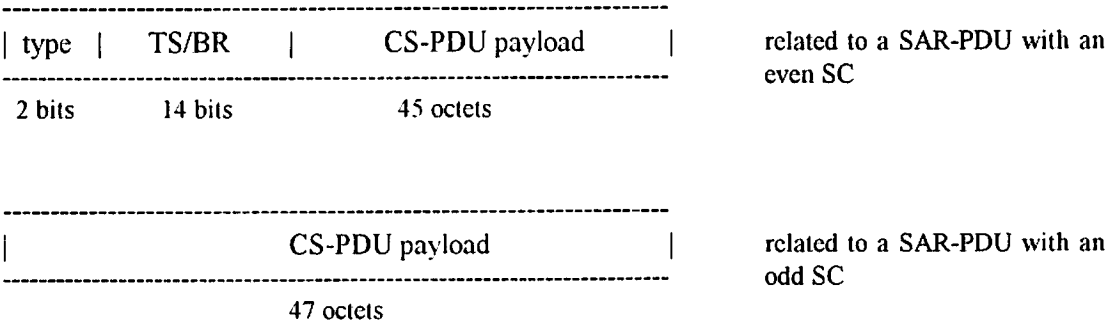 | type | TS/BR | CS-PDU payload |
related to a SAR-PDU with an
even SC
2 bits 14 bits 45 octets
| CS-PDU payload |
related to a SAR-PDU with an
odd SC
47 octets